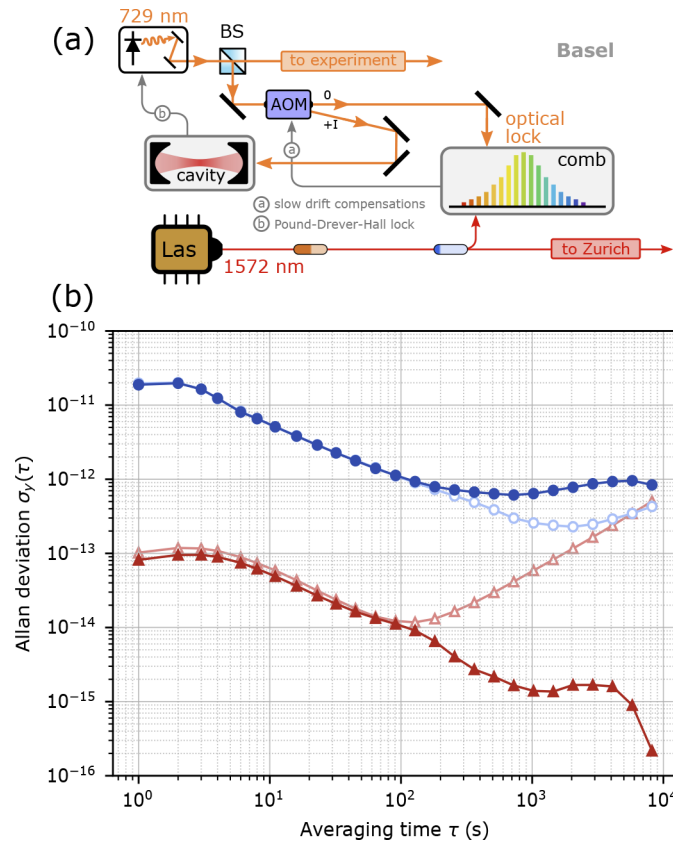 (a)
729 nm
BS
to experiment
Basel
AOM
0
+I
optical
lock
b
a
comb
cavity
a slow drift compensations
b Pound-Drever-Hall lock
Las
1572 nm
to Zurich
(b)
10⁻¹⁰
10⁻¹¹
10⁻¹²
10⁻¹³
10⁻¹⁴
10⁻¹⁵
10⁻¹⁶
Allan deviation σ_y(τ)
10⁰
10¹
10²
10³
10⁴
Averaging time τ (s)